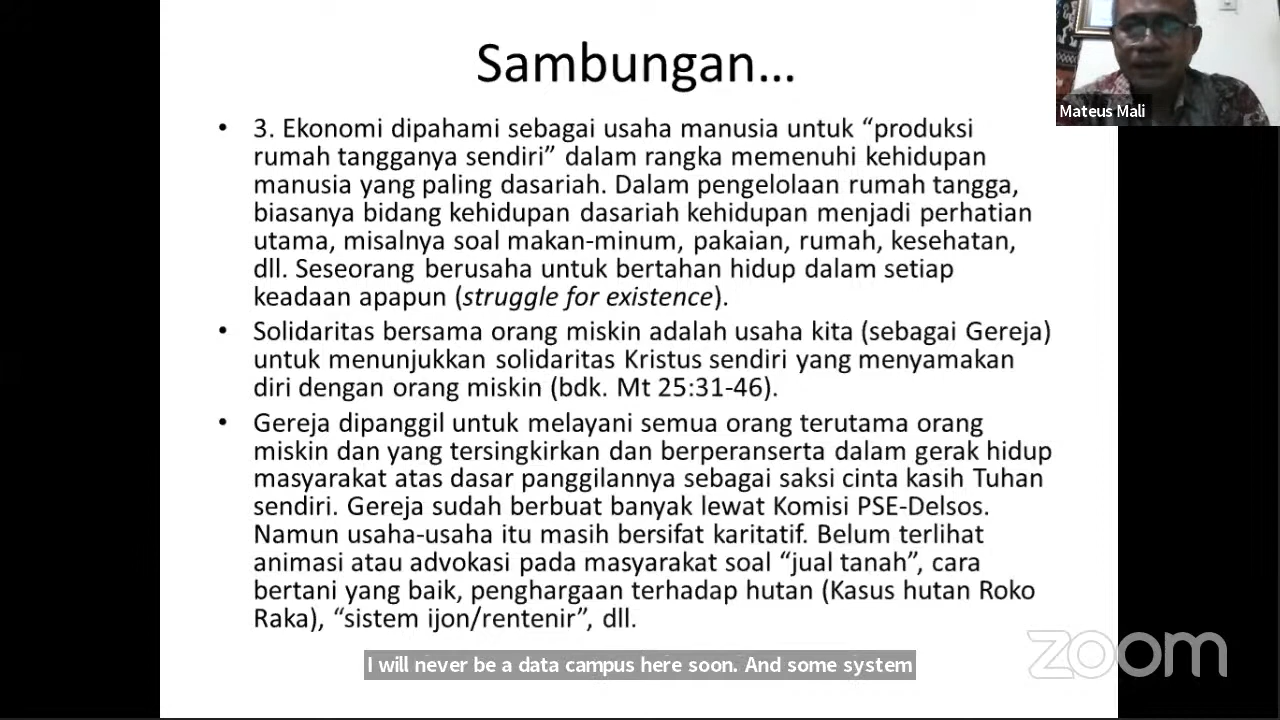 Sambungan...
• 3. Ekonomi dipahami sebagai usaha manusia untuk “produksi
rumah tangganya sendiri” dalam rangka memenuhi kehidupan
manusia yang paling dasariah. Dalam pengelolaan rumah tangga,
biasanya bidang kehidupan dasariah kehidupan menjadi perhatian
utama, misalnya soal makan-minum, pakaian, rumah, kesehatan,
dll. Seseorang berusaha untuk bertahan hidup dalam setiap
keadaan apapun (struggle for existence).
• Solidaritas bersama orang miskin adalah usaha kita (sebagai Gereja)
untuk menunjukkan solidaritas Kristus sendiri yang menyamakan
diri dengan orang miskin (bdk. Mt 25:31-46).
• Gereja dipanggil untuk melayani semua orang terutama orang
miskin dan yang tersingkirkan dan berperanserta dalam gerak hidup
masyarakat atas dasar panggilannya sebagai saksi cinta kasih Tuhan
sendiri. Gereja sudah berbuat banyak lewat Komisi PSE-Delsos.
Namun usaha-usaha itu masih bersifat karitatif. Belum terlihat
animasi atau advokasi pada masyarakat soal “jual tanah”, cara
bertani yang baik, penghargaan terhadap hutan (Kasus hutan Roko
Raka), “sistem ijon/rentenir”, dll.
Mateus Mali
I will never be a data campus here soon. And some system
zoom